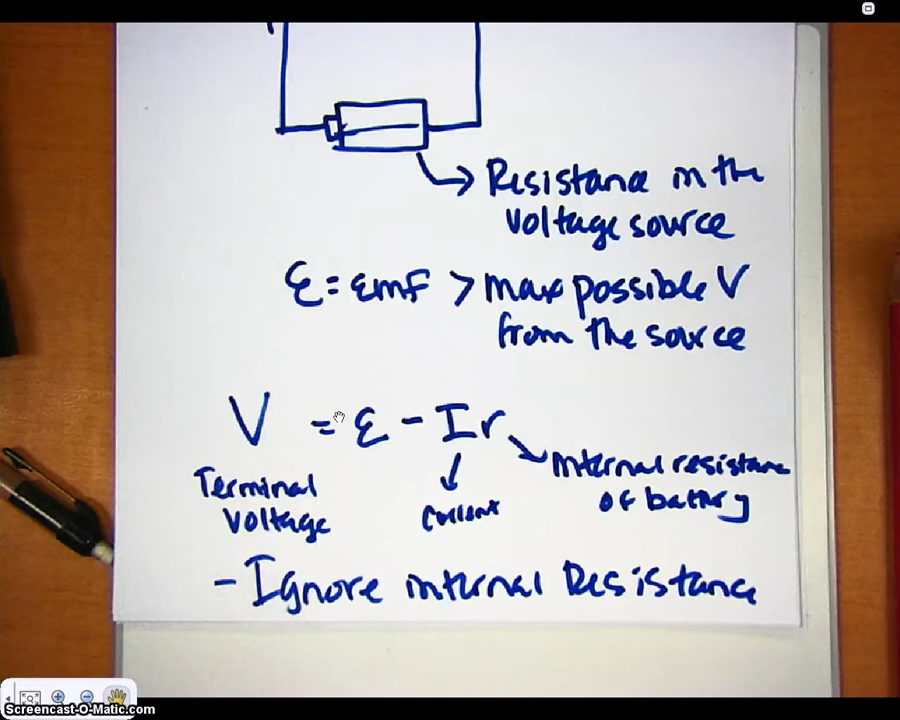 Resistance in the
Voltage source
ℰ = emf > max possible V
from the source
V = ℰ - Ir
Internal resistance
of battery
Terminal
Voltage
Current
- Ignore internal Resistance
Screencast-O-Matic.com